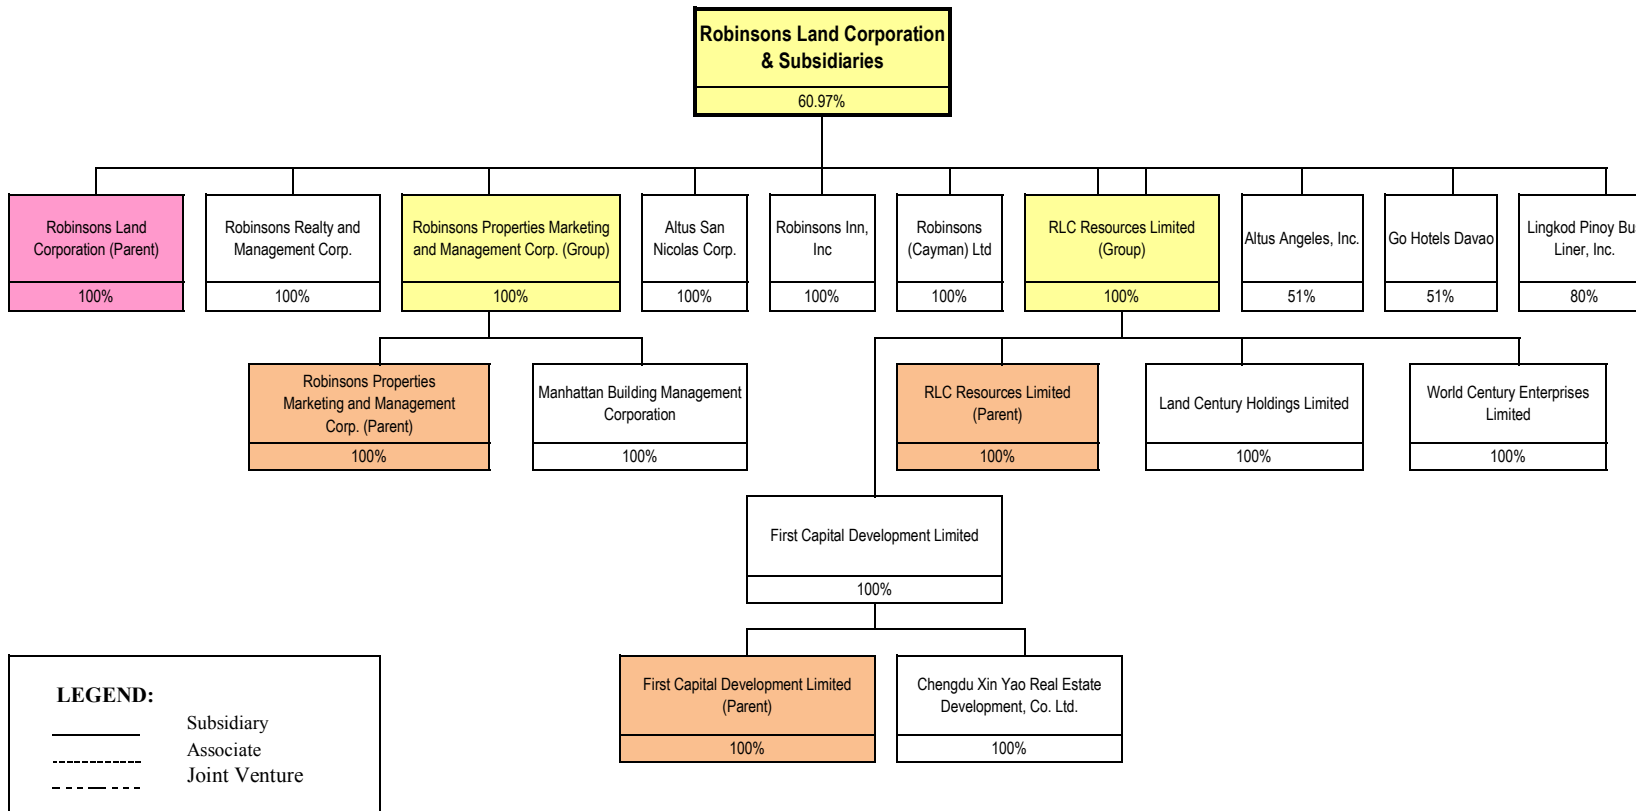 Robinsons Land Corporation
& Subsidiaries
60.97%
Robinsons Land
Corporation (Parent)
100%
Robinsons Realty and
Management Corp.
100%
Robinsons Properties Marketing
and Management Corp. (Group)
100%
Altus San
Nicolas Corp.
100%
Robinsons Inn,
Inc
100%
Robinsons
(Cayman) Ltd
100%
RLC Resources Limited
(Group)
100%
Altus Angeles, Inc.
51%
Go Hotels Davao
51%
Lingkod Pinoy Bu
Liner, Inc.
80%
Robinsons Properties
Marketing and Management
Corp. (Parent)
100%
Manhattan Building Management
Corporation
100%
RLC Resources Limited
(Parent)
100%
Land Century Holdings Limited
100%
World Century Enterprises
Limited
100%
First Capital Development Limited
100%
First Capital Development Limited
(Parent)
100%
Chengdu Xin Yao Real Estate
Development, Co. Ltd.
100%
LEGEND:
Subsidiary
Associate
Joint Venture